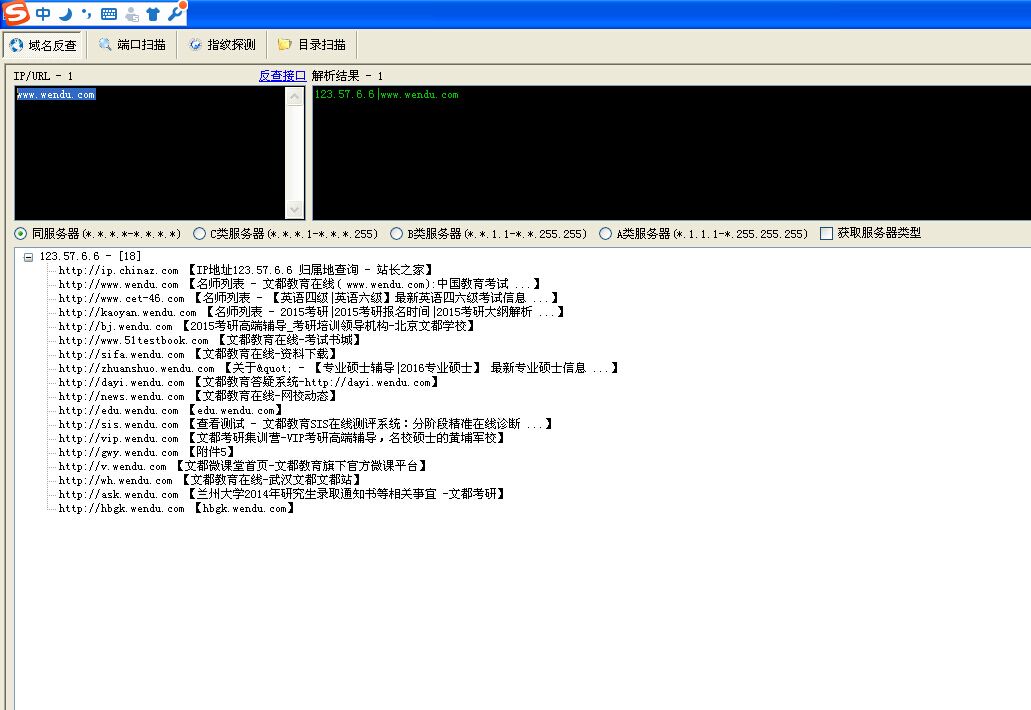 中
域名反查 端口扫描 指纹探测 目录扫描
IP/URL - 1 反查接口 解析结果 - 1
www.wendu.com 123.57.6.6|www.wendu.com
同服务器(*.*.*.*-*.*.*.*) C类服务器(*.*.*.1-*.*.*.255) B类服务器(*.*.1.1-*.*.255.255) A类服务器(*.1.1.1-*.255.255.255) 获取服务器类型
123.57.6.6 - [18]
http://ip.chinaz.com 【IP地址123.57.6.6 归属地查询 - 站长之家】
http://www.wendu.com 【名师列表 - 文都教育在线( www.wendu.com):中国教育考试 ...】
http://www.cet-46.com 【名师列表 - 【英语四级|英语六级】最新英语四六级考试信息 ...】
http://kaoyan.wendu.com 【名师列表 - 2015考研|2015考研报名时间|2015考研大纲解析 ...】
http://bj.wendu.com 【2015考研高端辅导_考研培训领导机构-北京文都学校】
http://www.51testbook.com 【文都教育在线-考试书城】
http://sifa.wendu.com 【文都教育在线-资料下载】
http://zhuanshuo.wendu.com 【关于&quot; - 【专业硕士辅导|2016专业硕士】 最新专业硕士信息 ...】
http://dayi.wendu.com 【文都教育答疑系统-http://dayi.wendu.com】
http://news.wendu.com 【文都教育在线-网校动态】
http://edu.wendu.com 【edu.wendu.com】
http://sis.wendu.com 【查看测试 - 文都教育SIS在线测评系统：分阶段精准在线诊断 ...】
http://vip.wendu.com 【文都考研集训营-VIP考研高端辅导，名校硕士的黄埔军校】
http://gwy.wendu.com 【附件5】
http://v.wendu.com 【文都微课堂首页-文都教育旗下官方微课平台】
http://wh.wendu.com 【文都教育在线-武汉文都文都站】
http://ask.wendu.com 【兰州大学2014年研究生录取通知书等相关事宜 -文都考研】
http://hbgk.wendu.com 【hbgk.wendu.com】